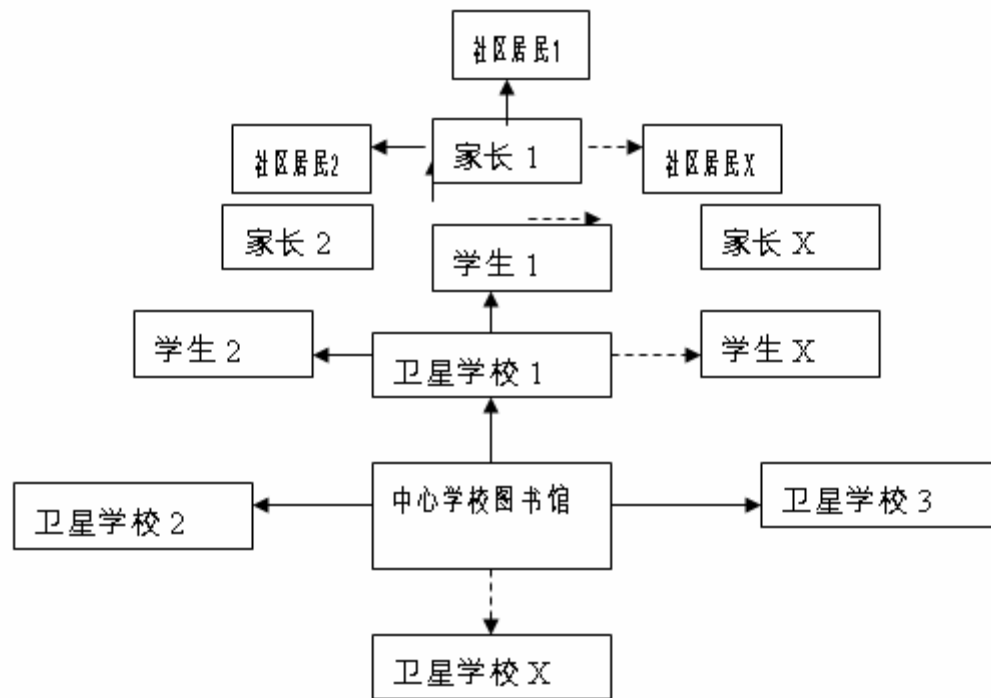 社区居民1
社区居民2
家长 1
社区居民X
家长 2
学生 1
家长 X
学生 2
卫星学校 1
学生 X
卫星学校 2
中心学校图书馆
卫星学校 3
卫星学校 X